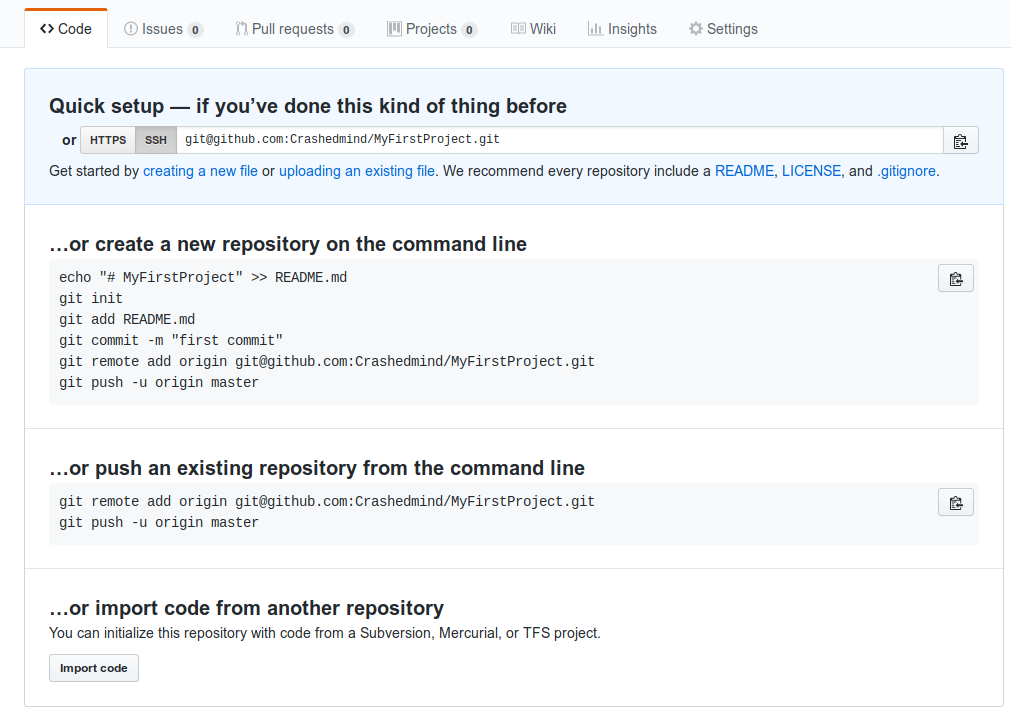 Code Issues 0 Pull requests 0 Projects 0 Wiki Insights Settings
Quick setup — if you’ve done this kind of thing before
or HTTPS SSH git@github.com:Crashedmind/MyFirstProject.git
Get started by creating a new file or uploading an existing file. We recommend every repository include a README, LICENSE, and .gitignore.
…or create a new repository on the command line
echo "# MyFirstProject" >> README.md
git init
git add README.md
git commit -m "first commit"
git remote add origin git@github.com:Crashedmind/MyFirstProject.git
git push -u origin master
…or push an existing repository from the command line
git remote add origin git@github.com:Crashedmind/MyFirstProject.git
git push -u origin master
…or import code from another repository
You can initialize this repository with code from a Subversion, Mercurial, or TFS project.
Import code